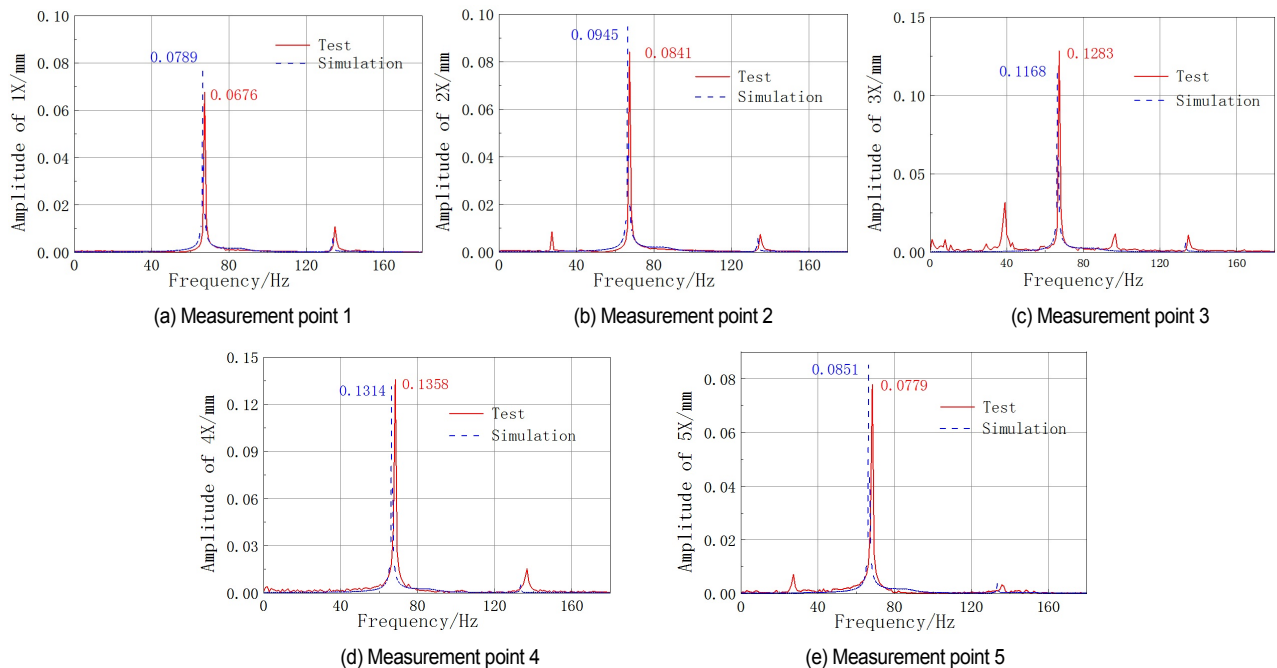 Amplitude of 1X/mm
0.10
0.08
0.06
0.04
0.02
0.00
0.0789
0.0676
Test
Simulation
0 40 80 120 160
Frequency/Hz
(a) Measurement point 1
Amplitude of 2X/mm
0.10
0.08
0.06
0.04
0.02
0.00
0.0945
0.0841
Test
Simulation
0 40 80 120 160
Frequency/Hz
(b) Measurement point 2
Amplitude of 3X/mm
0.15
0.10
0.05
0.00
0.1168
0.1283
Test
Simulation
0 40 80 120 160
Frequency/Hz
(c) Measurement point 3
Amplitude of 4X/mm
0.15
0.12
0.09
0.06
0.03
0.00
0.1314
0.1358
Test
Simulation
0 40 80 120 160
Frequency/Hz
(d) Measurement point 4
Amplitude of 5X/mm
0.08
0.06
0.04
0.02
0.00
0.0851
0.0779
Test
Simulation
0 40 80 120 160
Frequency/Hz
(e) Measurement point 5